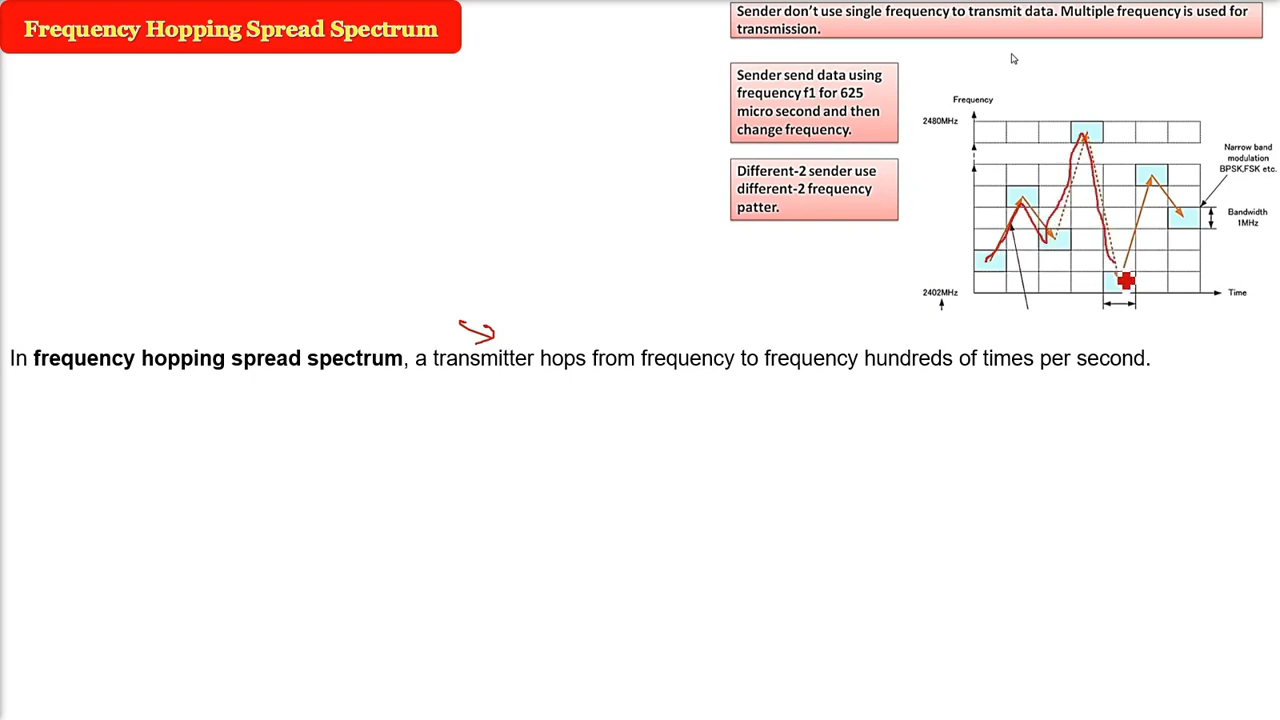 Frequency Hopping Spread Spectrum
Sender don't use single frequency to transmit data. Multiple frequency is used for
transmission.
Sender send data using
frequency f1 for 625
micro second and then
change frequency.
Different-2 sender use
different-2 frequency
patter.
Frequency
2480MHz
Narrow band
modulation
BPSK,FSK etc.
Bandwidth
1MHz
2402MHz
Time
In frequency hopping spread spectrum, a transmitter hops from frequency to frequency hundreds of times per second.